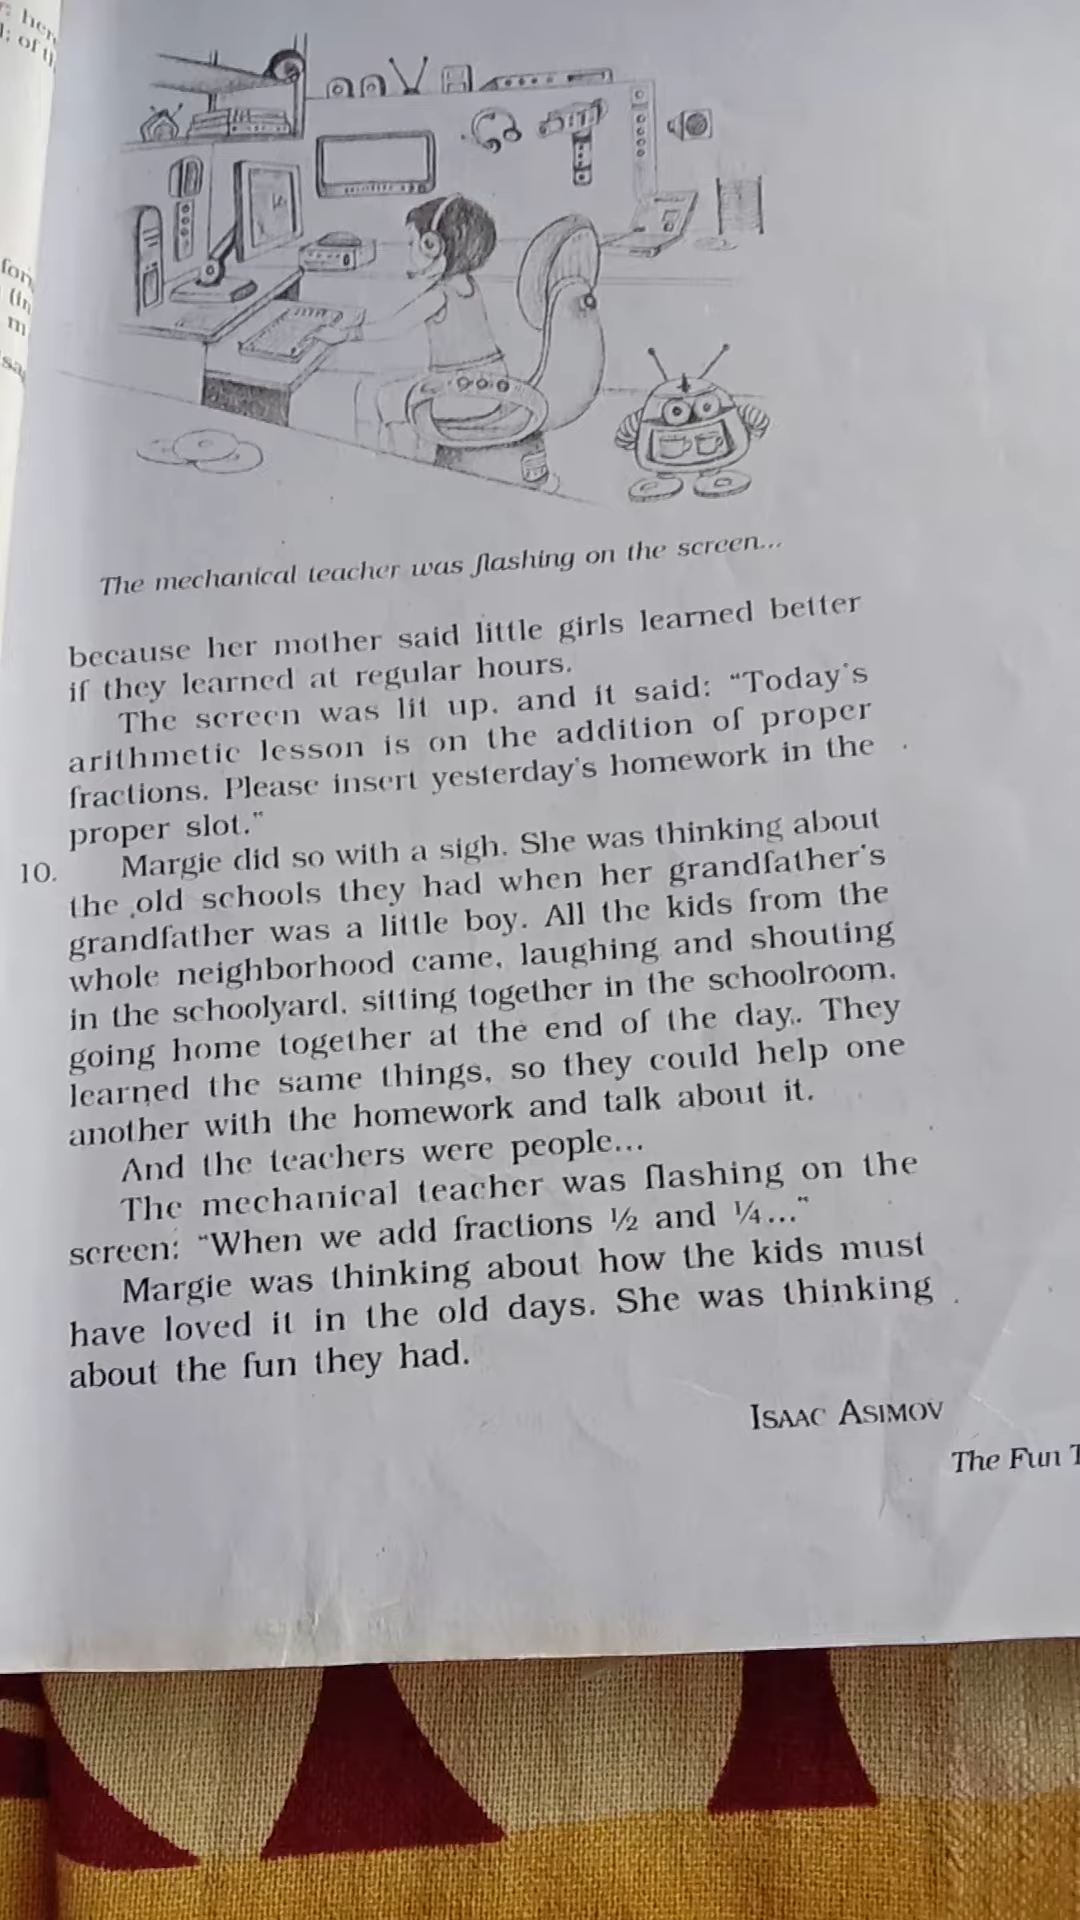 The mechanical teacher was flashing on the screen...
because her mother said little girls learned better
if they learned at regular hours.
The screen was lit up, and it said: “Today's
arithmetic lesson is on the addition of proper
fractions. Please insert yesterday's homework in the
proper slot.”
10. Margie did so with a sigh. She was thinking about
the old schools they had when her grandfather's
grandfather was a little boy. All the kids from the
whole neighborhood came, laughing and shouting
in the schoolyard, sitting together in the schoolroom,
going home together at the end of the day. They
learned the same things, so they could help one
another with the homework and talk about it.
And the teachers were people...
The mechanical teacher was flashing on the
screen: “When we add fractions ½ and ¼...”
Margie was thinking about how the kids must
have loved it in the old days. She was thinking
about the fun they had.
ISAAC ASIMOV
The Fun